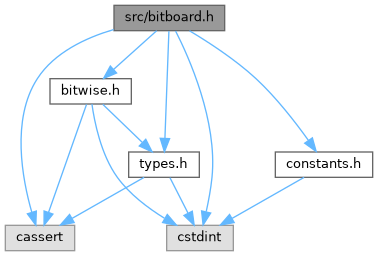 src/bitboard.h
bitwise.h
types.h
constants.h
cassert
cstdint